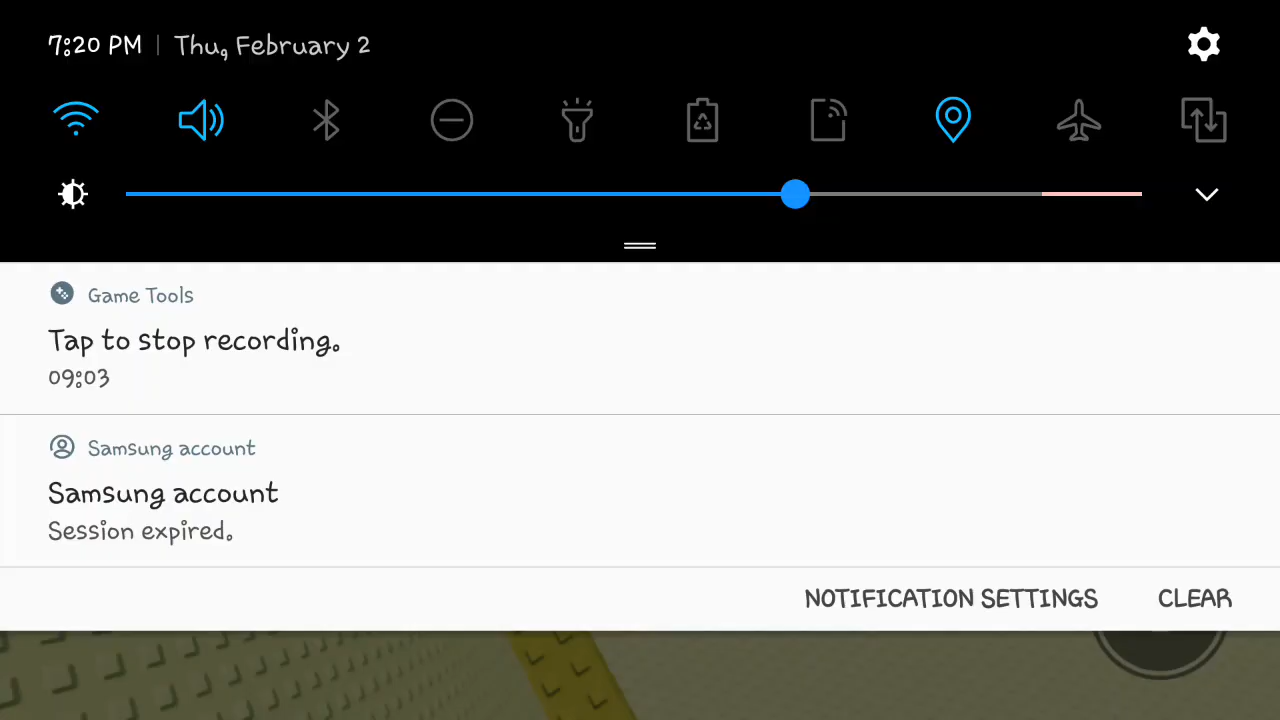 7:20 PM | Thu, February 2
Game Tools
Tap to stop recording.
09:03
Samsung account
Samsung account
Session expired.
NOTIFICATION SETTINGS CLEAR